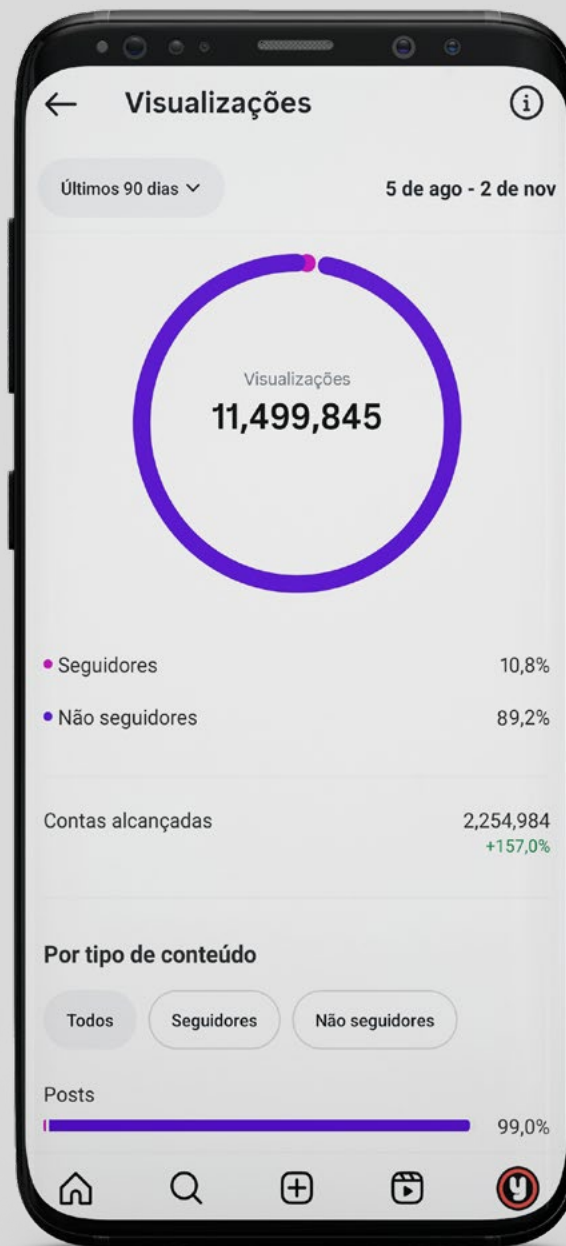 Visualizações
Últimos 90 dias
5 de ago - 2 de nov
Visualizações
11,499,845
Seguidores
10,8%
Não seguidores
89,2%
Contas alcançadas
2,254,984
+157,0%
Por tipo de conteúdo
Todos
Seguidores
Não seguidores
Posts
99,0%